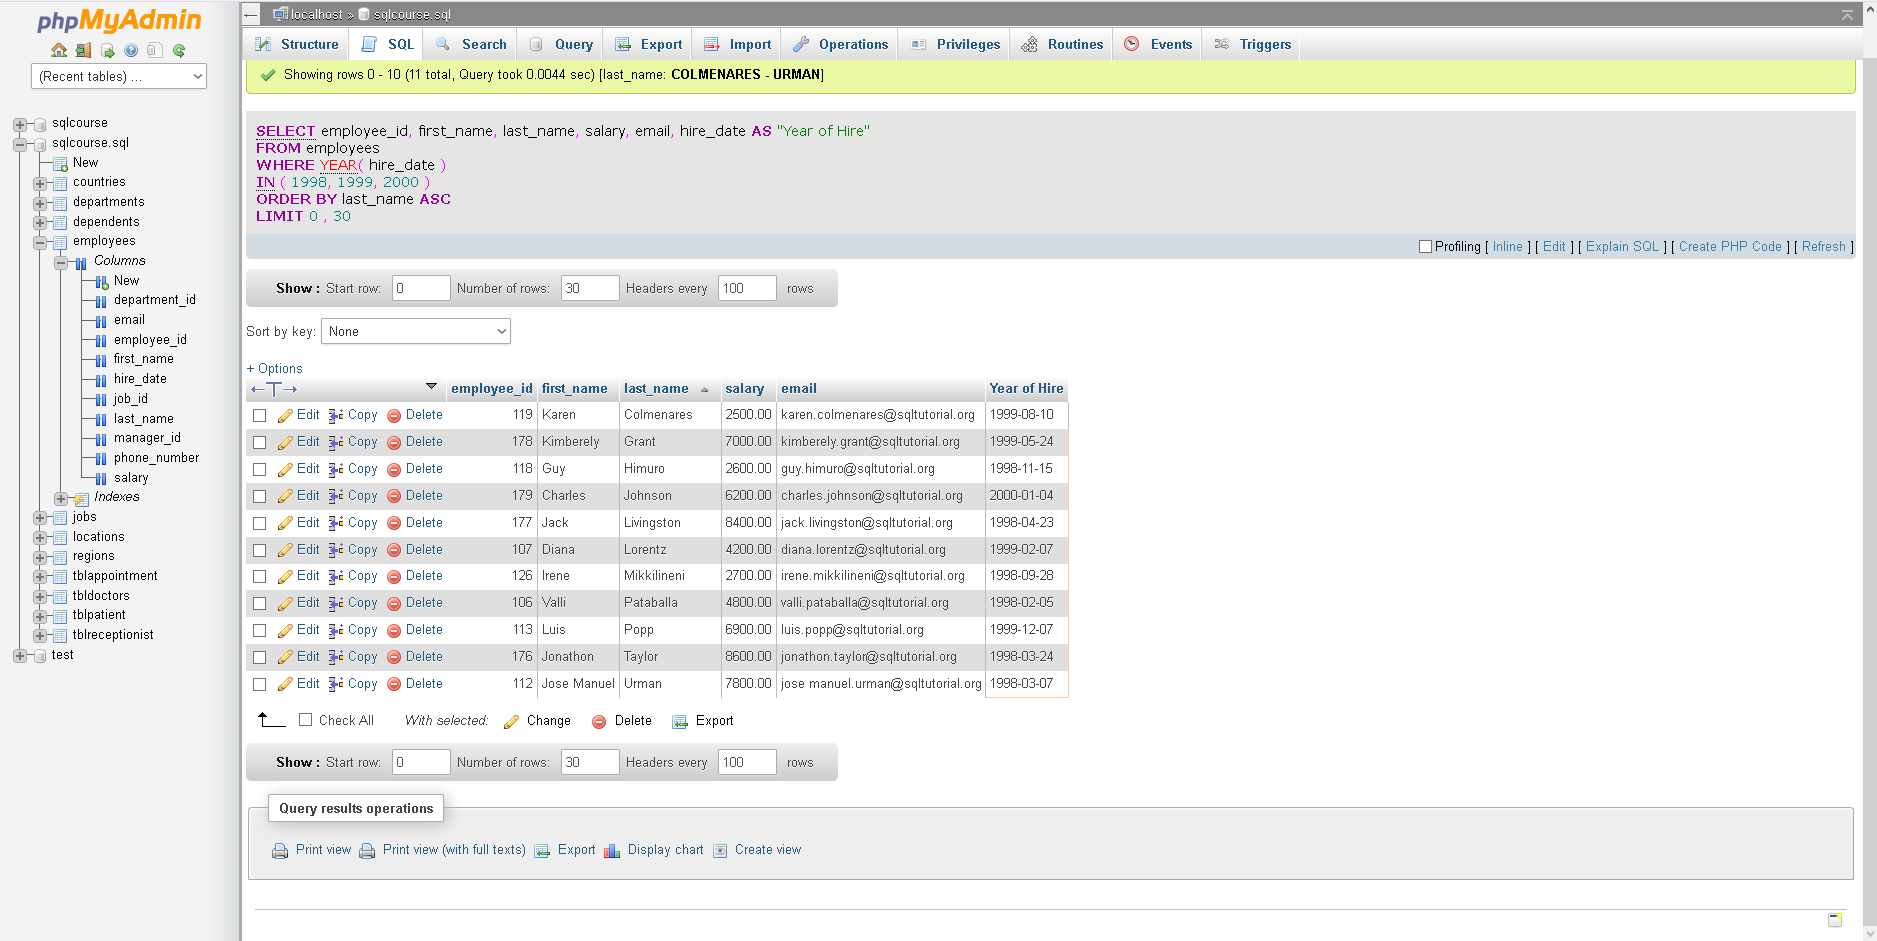 phpMyAdmin
(Recent tables) ...
sqlcourse
sqlcourse.sql
New
countries
departments
dependents
employees
Columns
New
department_id
email
employee_id
first_name
hire_date
job_id
last_name
manager_id
phone_number
salary
Indexes
jobs
locations
regions
tblappointment
tbldoctors
tblpatient
tblreceptionist
test
localhost » sqlcourse.sql
Structure SQL Search Query Export Import Operations Privileges Routines Events Triggers
Showing rows 0 - 10 (11 total, Query took 0.0044 sec) [last_name: COLMENARES - URMAN]
SELECT employee_id, first_name, last_name, salary, email, hire_date AS "Year of Hire"
FROM employees
WHERE YEAR( hire_date )
IN ( 1998, 1999, 2000 )
ORDER BY last_name ASC
LIMIT 0 , 30
Profiling [ Inline ] [ Edit ] [ Explain SQL ] [ Create PHP Code ] [ Refresh ]
Show : Start row: 0 Number of rows: 30 Headers every 100 rows
Sort by key: None
+ Options
←T→ employee_id first_name last_name salary email Year of Hire
Edit Copy Delete 119 Karen Colmenares 2500.00 karen.colmenares@sqltutorial.org 1999-08-10
Edit Copy Delete 178 Kimberely Grant 7000.00 kimberely.grant@sqltutorial.org 1999-05-24
Edit Copy Delete 118 Guy Himuro 2600.00 guy.himuro@sqltutorial.org 1998-11-15
Edit Copy Delete 179 Charles Johnson 6200.00 charles.johnson@sqltutorial.org 2000-01-04
Edit Copy Delete 177 Jack Livingston 8400.00 jack.livingston@sqltutorial.org 1998-04-23
Edit Copy Delete 107 Diana Lorentz 4200.00 diana.lorentz@sqltutorial.org 1999-02-07
Edit Copy Delete 126 Irene Mikkilineni 2700.00 irene.mikkilineni@sqltutorial.org 1998-09-28
Edit Copy Delete 106 Valli Pataballa 4800.00 valli.pataballa@sqltutorial.org 1998-02-05
Edit Copy Delete 113 Luis Popp 6900.00 luis.popp@sqltutorial.org 1999-12-07
Edit Copy Delete 176 Jonathon Taylor 8600.00 jonathon.taylor@sqltutorial.org 1998-03-24
Edit Copy Delete 112 Jose Manuel Urman 7800.00 jose manuel.urman@sqltutorial.org 1998-03-07
Check All With selected: Change Delete Export
Show : Start row: 0 Number of rows: 30 Headers every 100 rows
Query results operations
Print view Print view (with full texts) Export Display chart Create view